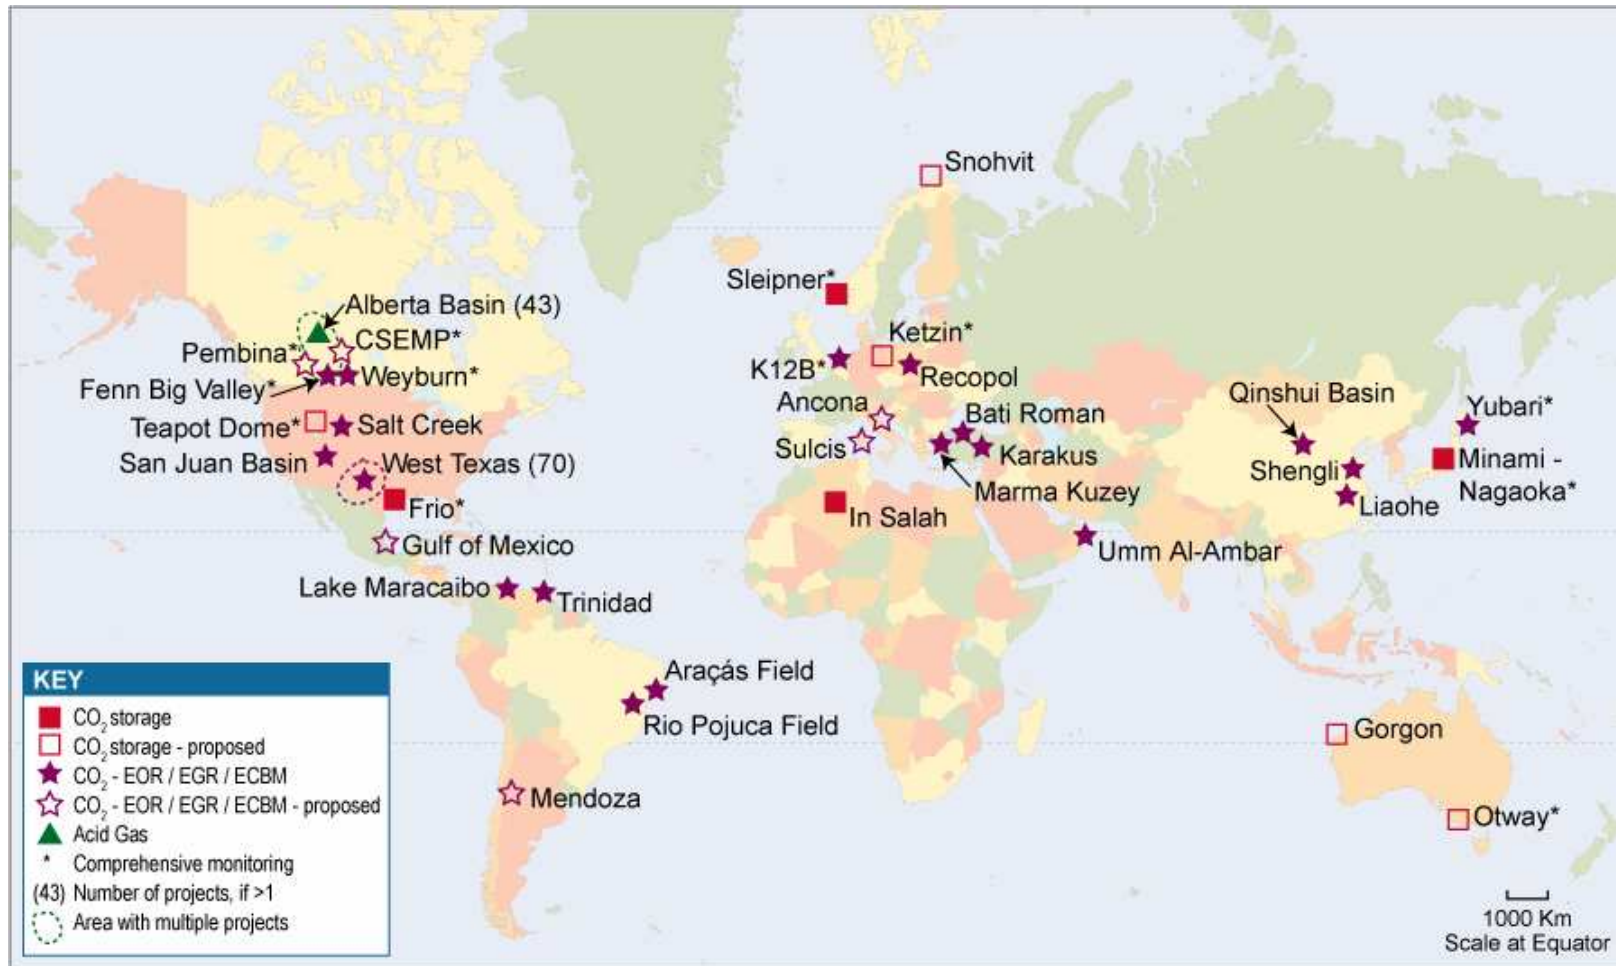 Snohvit
Sleipner*
Alberta Basin (43)
CSEMP*
Pembina*
Ketzin*
K12B*
Recopol
Fenn Big Valley*
Weyburn*
Ancona
Qinshui Basin
Yubari*
Teapot Dome*
Salt Creek
Bati Roman
Sulcis
Karakus
San Juan Basin
West Texas (70)
Shengli
Minami -
Nagaoka*
Marma Kuzey
Frio*
In Salah
Liaohe
Gulf of Mexico
Umm Al-Ambar
Lake Maracaibo
Trinidad
Araçás Field
Rio Pojuca Field
Gorgon
Mendoza
Otway*
KEY
CO2 storage
CO2 storage - proposed
CO2 - EOR / EGR / ECBM
CO2 - EOR / EGR / ECBM - proposed
Acid Gas
* Comprehensive monitoring
(43) Number of projects, if >1
Area with multiple projects
1000 Km
Scale at Equator